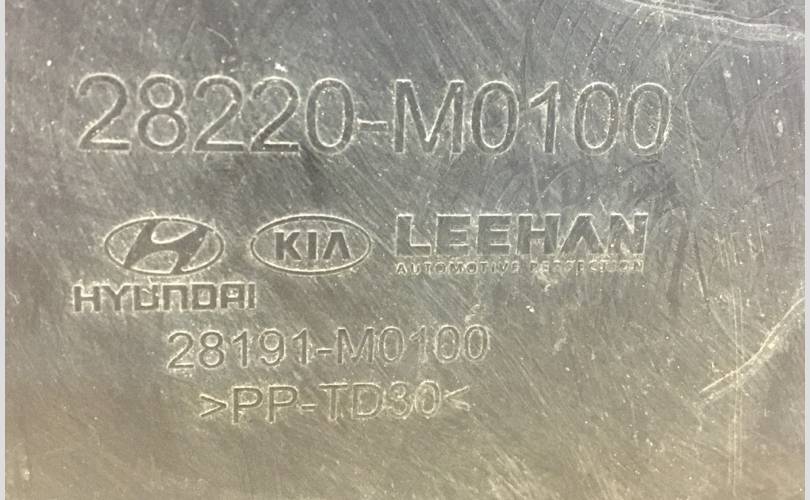 28220-M0100
KIA LEEHAN
AUTOMOTIVE PERFECTION
HYUNDAI
28191-M0100
>PP-TD30<